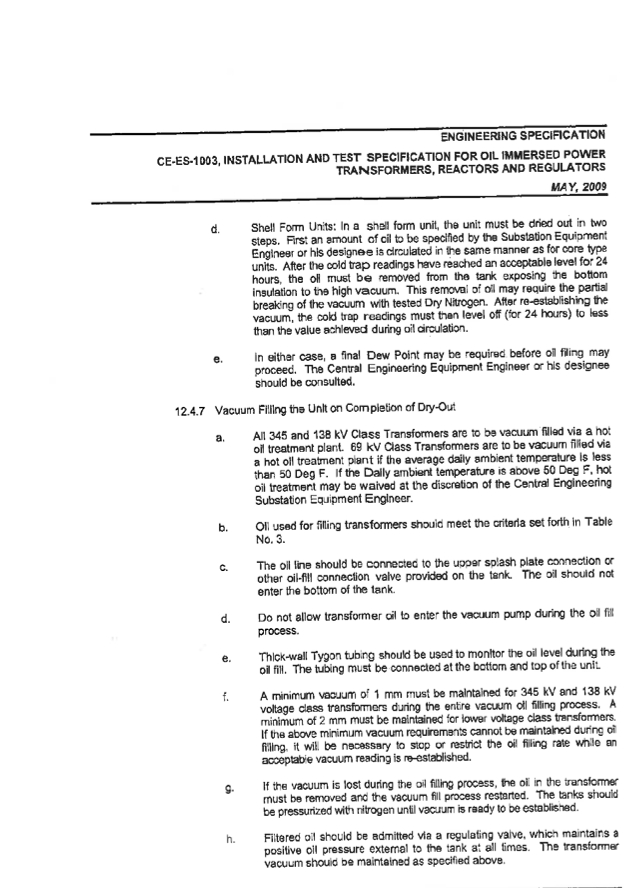 ENGINEERING SPECIFICATION
CE-ES-1003, INSTALLATION AND TEST SPECIFICATION FOR OIL IMMERSED POWER
TRANSFORMERS, REACTORS AND REGULATORS
MAY, 2009
d. Shell Form Units: In a shell form unit, the unit must be dried out in two
steps. First an amount of oil to be specified by the Substation Equipment
Engineer or his designee is circulated in the same manner as for core type
units. After the cold trap readings have reached an acceptable level for 24
hours, the oil must be removed from the tank exposing the bottom
insulation to the high vacuum. This removal of oil may require the partial
breaking of the vacuum with tested Dry Nitrogen. After re-establishing the
vacuum, the cold trap readings must then level off (for 24 hours) to less
than the value achieved during oil circulation.
e. In either case, a final Dew Point may be required before oil filing may
proceed. The Central Engineering Equipment Engineer or his designee
should be consulted.
12.4.7 Vacuum Filling the Unit on Completion of Dry-Out
a. All 345 and 138 kV Class Transformers are to be vacuum filled via a hot
oil treatment plant. 69 kV Class Transformers are to be vacuum filled via
a hot oil treatment plant if the average daily ambient temperature is less
than 50 Deg F. If the Daily ambient temperature is above 50 Deg F, hot
oil treatment may be waived at the discretion of the Central Engineering
Substation Equipment Engineer.
b. Oil used for filling transformers should meet the criteria set forth in Table
No. 3.
c. The oil line should be connected to the upper splash plate connection or
other oil-fill connection valve provided on the tank. The oil should not
enter the bottom of the tank.
d. Do not allow transformer oil to enter the vacuum pump during the oil fill
process.
e. Thick-wall Tygon tubing should be used to monitor the oil level during the
oil fill. The tubing must be connected at the bottom and top of the unit.
f. A minimum vacuum of 1 mm must be maintained for 345 kV and 138 kV
voltage class transformers during the entire vacuum oil filling process. A
minimum of 2 mm must be maintained for lower voltage class transformers.
If the above minimum vacuum requirements cannot be maintained during oil
filling, it will be necessary to stop or restrict the oil filling rate while an
acceptable vacuum reading is re-established.
g. If the vacuum is lost during the oil filling process, the oil in the transformer
must be removed and the vacuum fill process restarted. The tanks should
be pressurized with nitrogen until vacuum is ready to be established.
h. Filtered oil should be admitted via a regulating valve, which maintains a
positive oil pressure external to the tank at all times. The transformer
vacuum should be maintained as specified above.